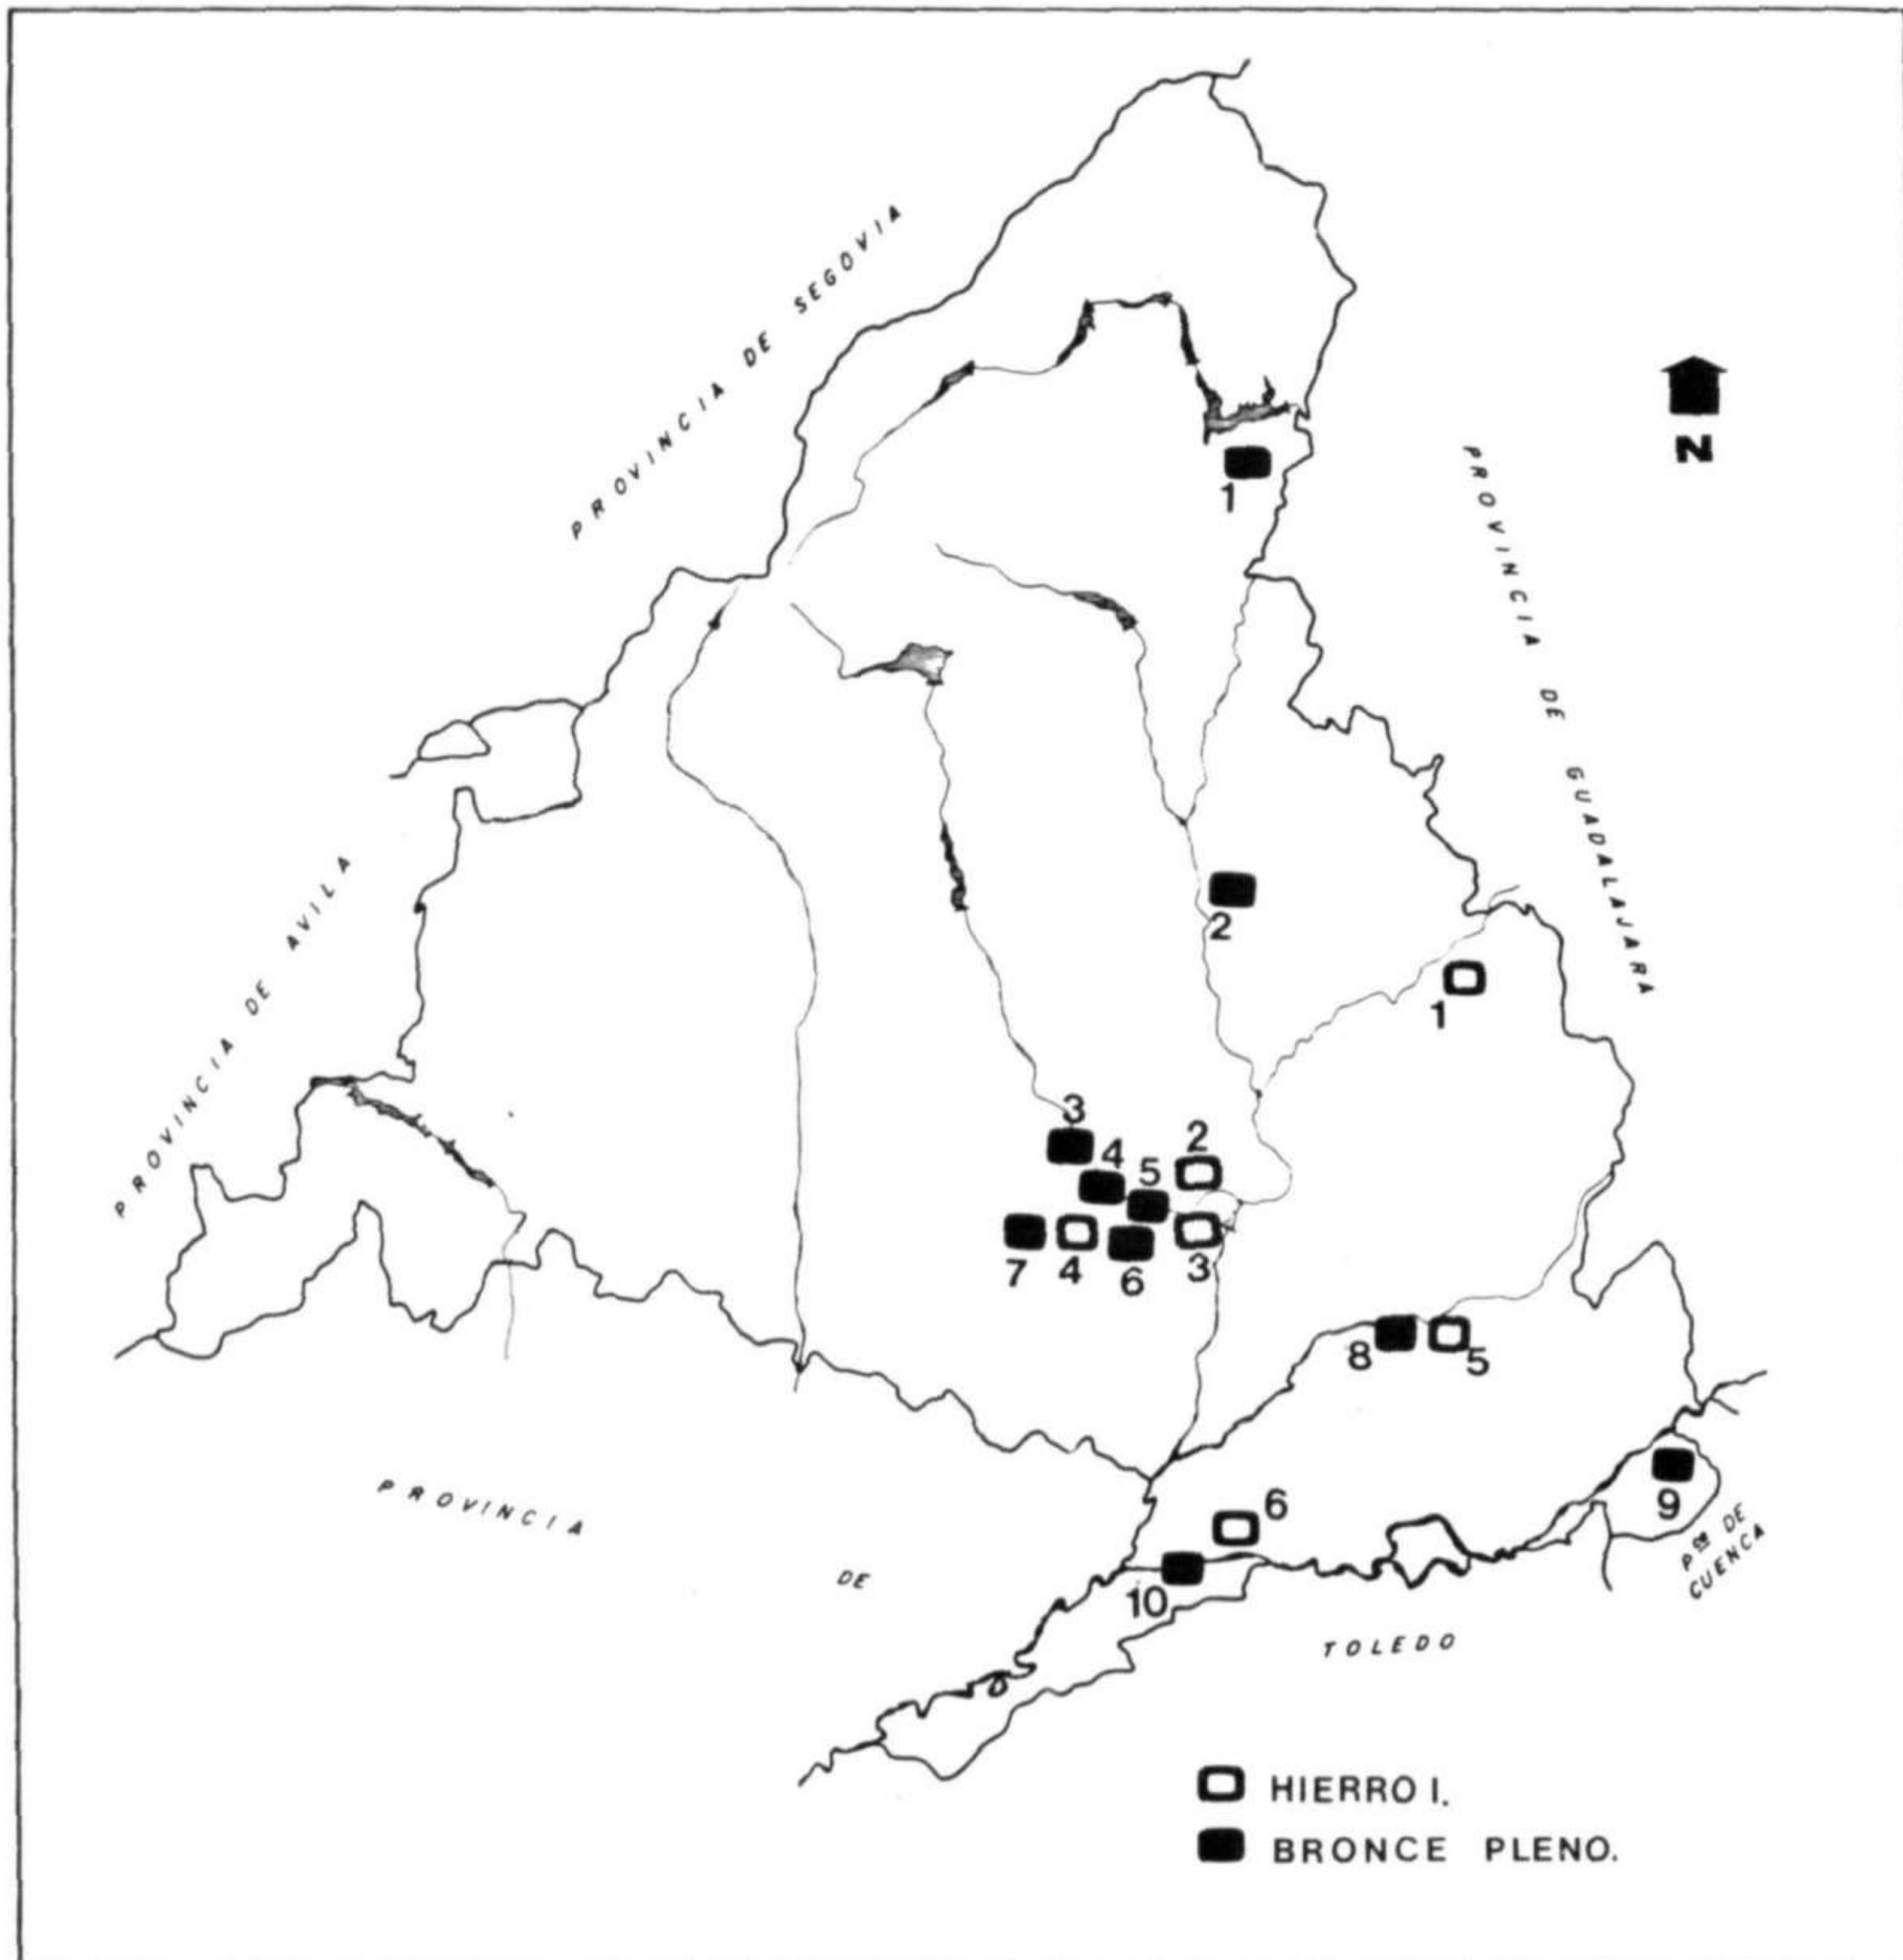 PROVINCIA DE SEGOVIA
N
PROVINCIA DE GUADALAJARA
1
2
1
PROVINCIA DE AVILA
3
4
5
2
7
4
6
3
8
5
9
Pᶜⁱᵃ DE
CUENCA
6
10
PROVINCIA DE TOLEDO
HIERRO I.
BRONCE PLENO.